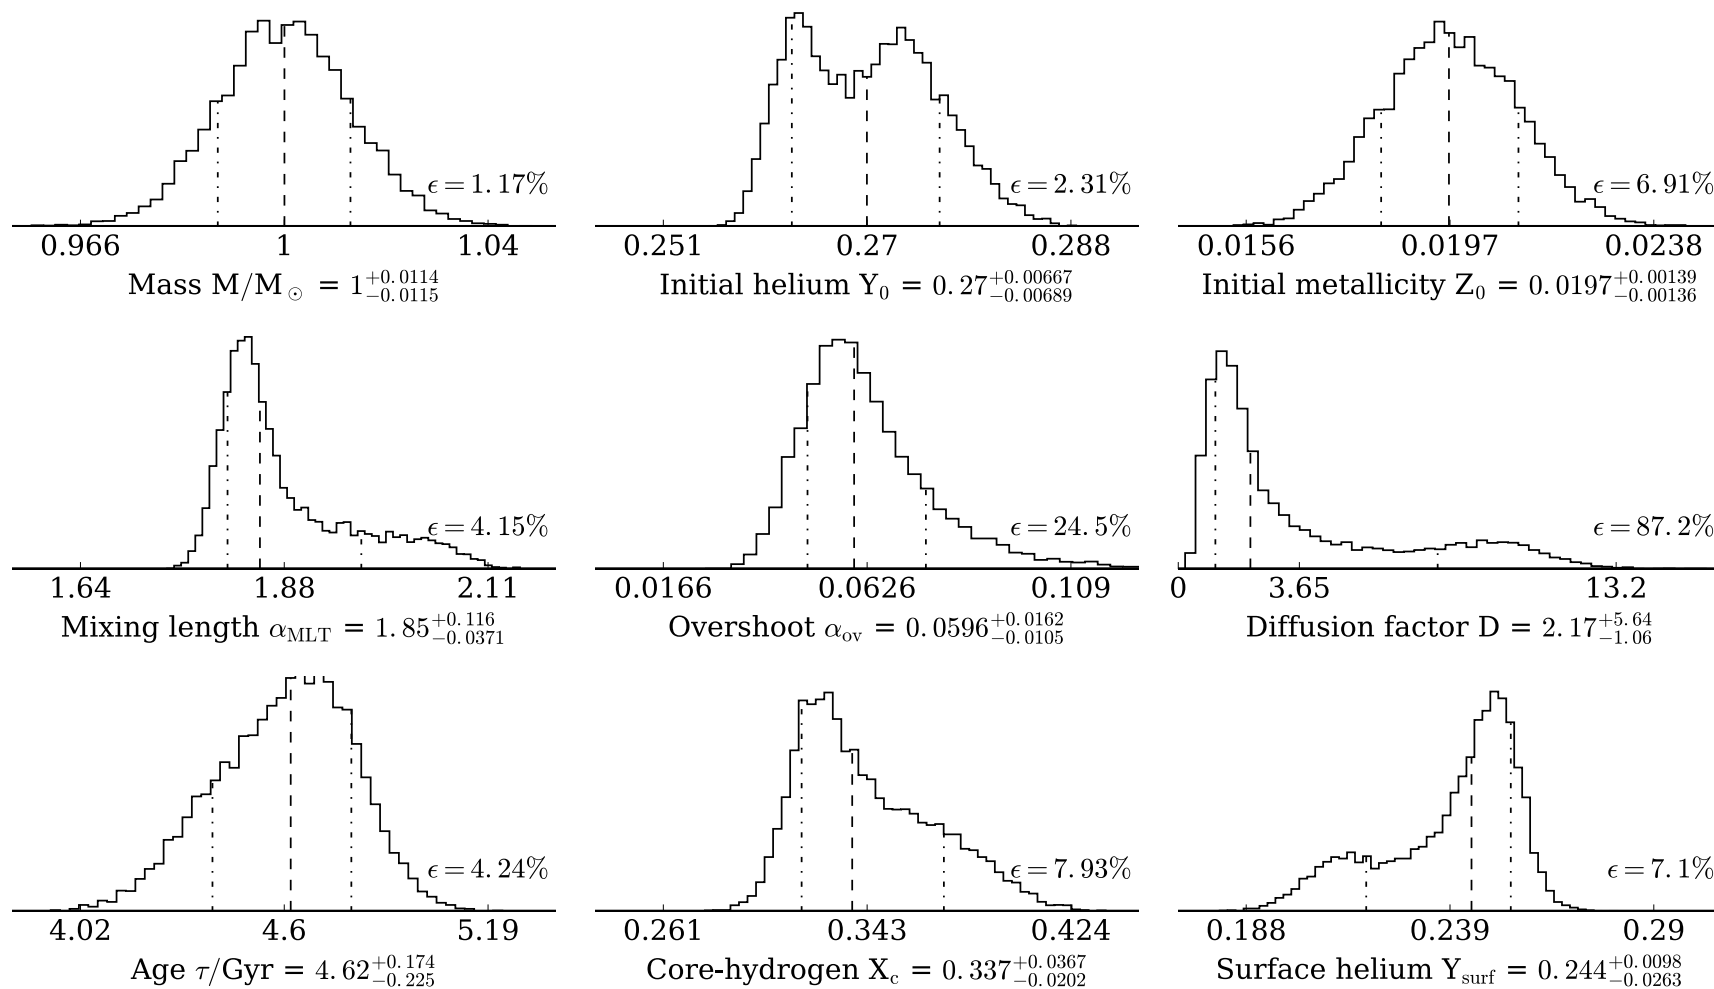 ϵ = 1.17%
0.966 1 1.04
Mass M/M⊙ = 1 +0.0114 −0.0115
ϵ = 2.31%
0.251 0.27 0.288
Initial helium Y₀ = 0.27 +0.00667 −0.00689
ϵ = 6.91%
0.0156 0.0197 0.0238
Initial metallicity Z₀ = 0.0197 +0.00139 −0.00136
ϵ = 4.15%
1.64 1.88 2.11
Mixing length α_MLT = 1.85 +0.116 −0.0371
ϵ = 24.5%
0.0166 0.0626 0.109
Overshoot α_ov = 0.0596 +0.0162 −0.0105
ϵ = 87.2%
0 3.65 13.2
Diffusion factor D = 2.17 +5.64 −1.06
ϵ = 4.24%
4.02 4.6 5.19
Age τ/Gyr = 4.62 +0.174 −0.225
ϵ = 7.93%
0.261 0.343 0.424
Core-hydrogen X_c = 0.337 +0.0367 −0.0202
ϵ = 7.1%
0.188 0.239 0.29
Surface helium Y_surf = 0.244 +0.0098 −0.0263